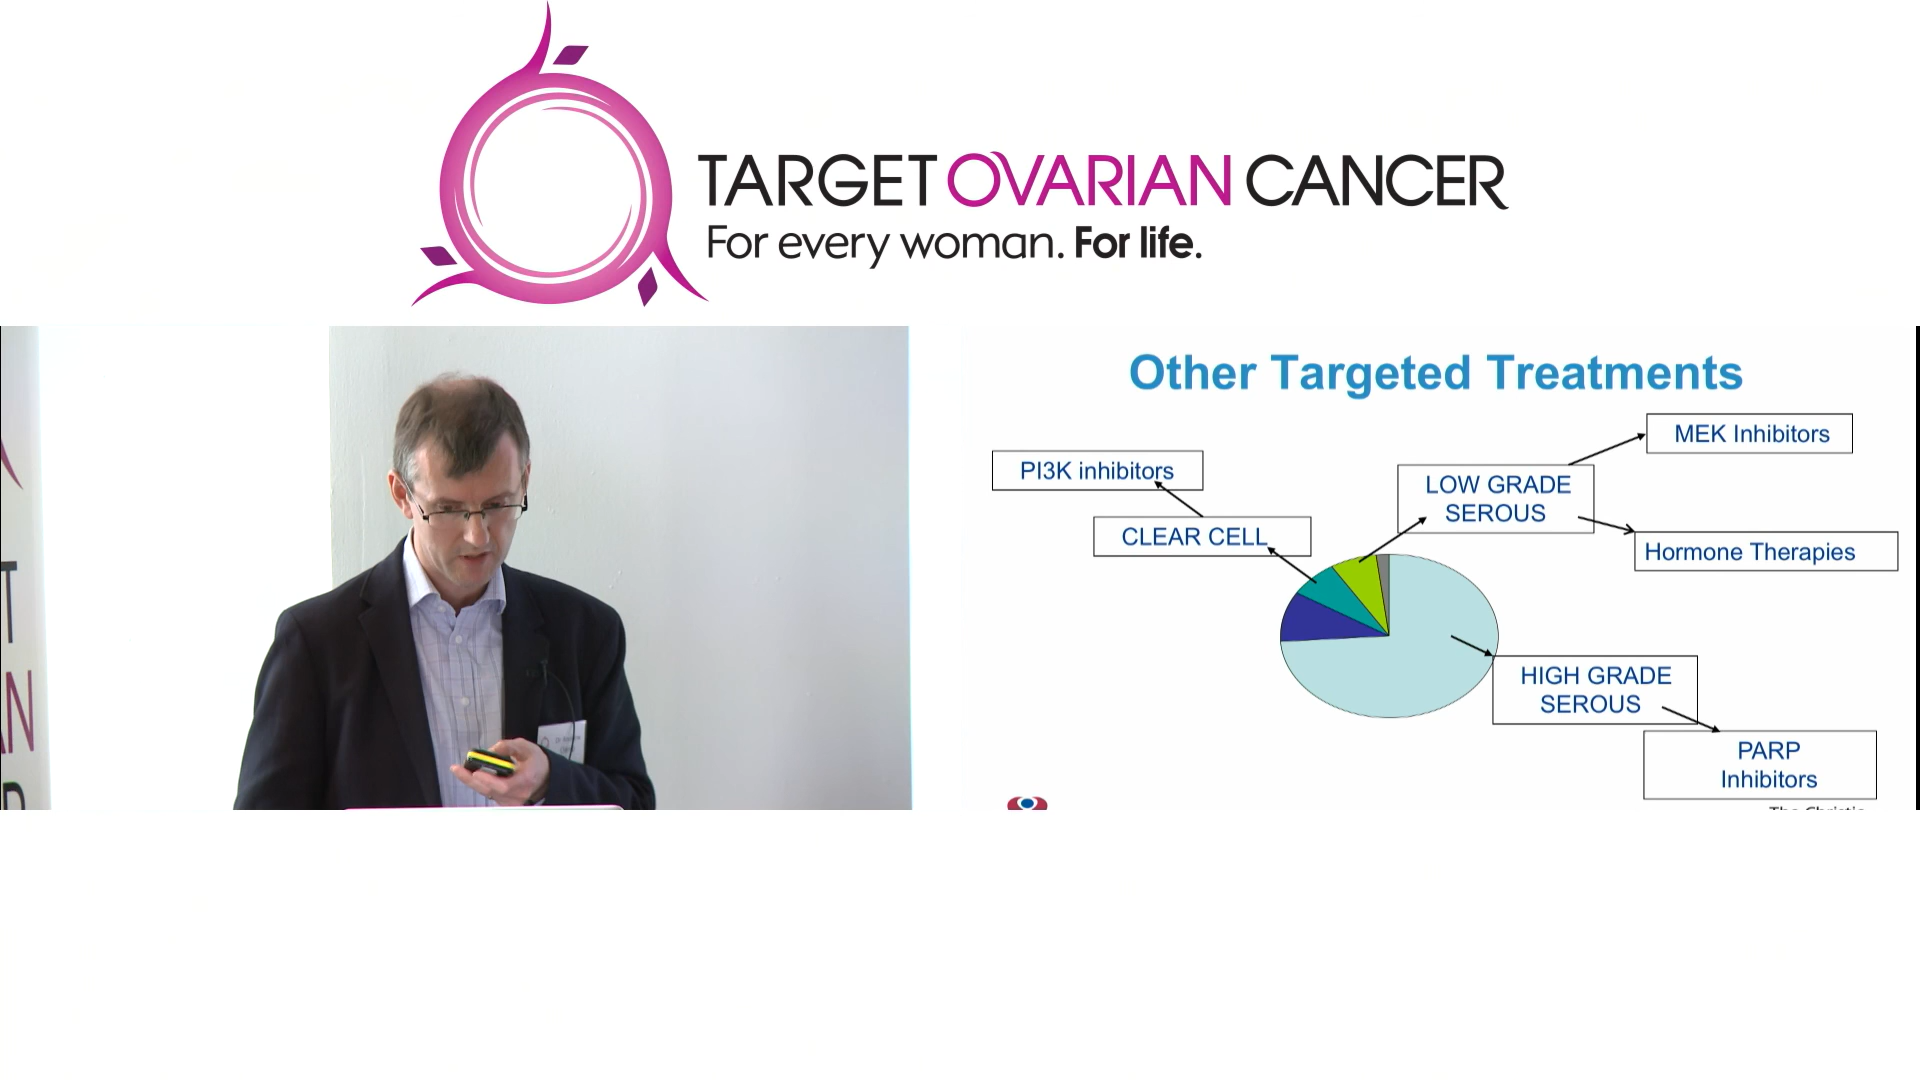 TARGET OVARIAN CANCER
For every woman. For life.
Other Targeted Treatments
MEK Inhibitors
PI3K inhibitors
LOW GRADE
SEROUS
CLEAR CELL
Hormone Therapies
HIGH GRADE
SEROUS
PARP
Inhibitors
T
AN